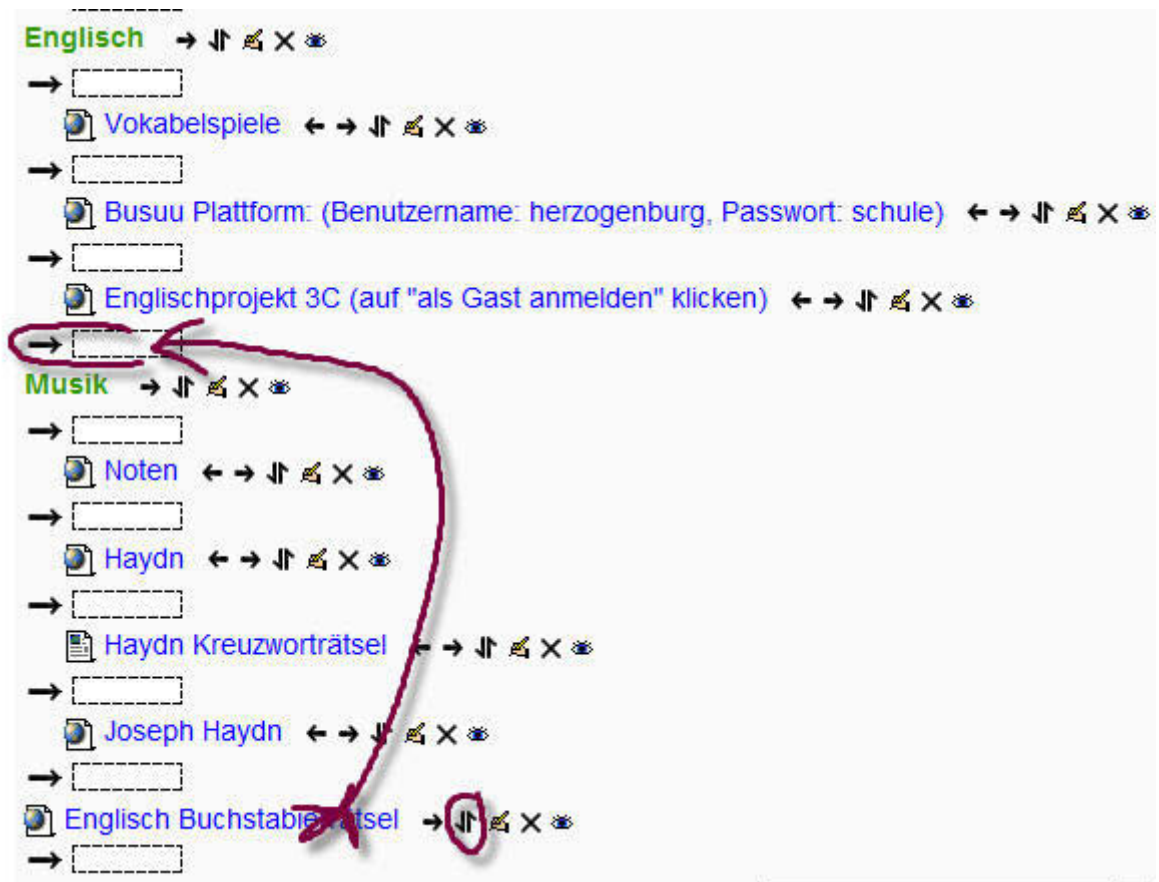 Englisch
Vokabelspiele
Busuu Plattform: (Benutzername: herzogenburg, Passwort: schule)
Englischprojekt 3C (auf "als Gast anmelden" klicken)
Musik
Noten
Haydn
Haydn Kreuzworträtsel
Joseph Haydn
Englisch Buchstabierrätsel